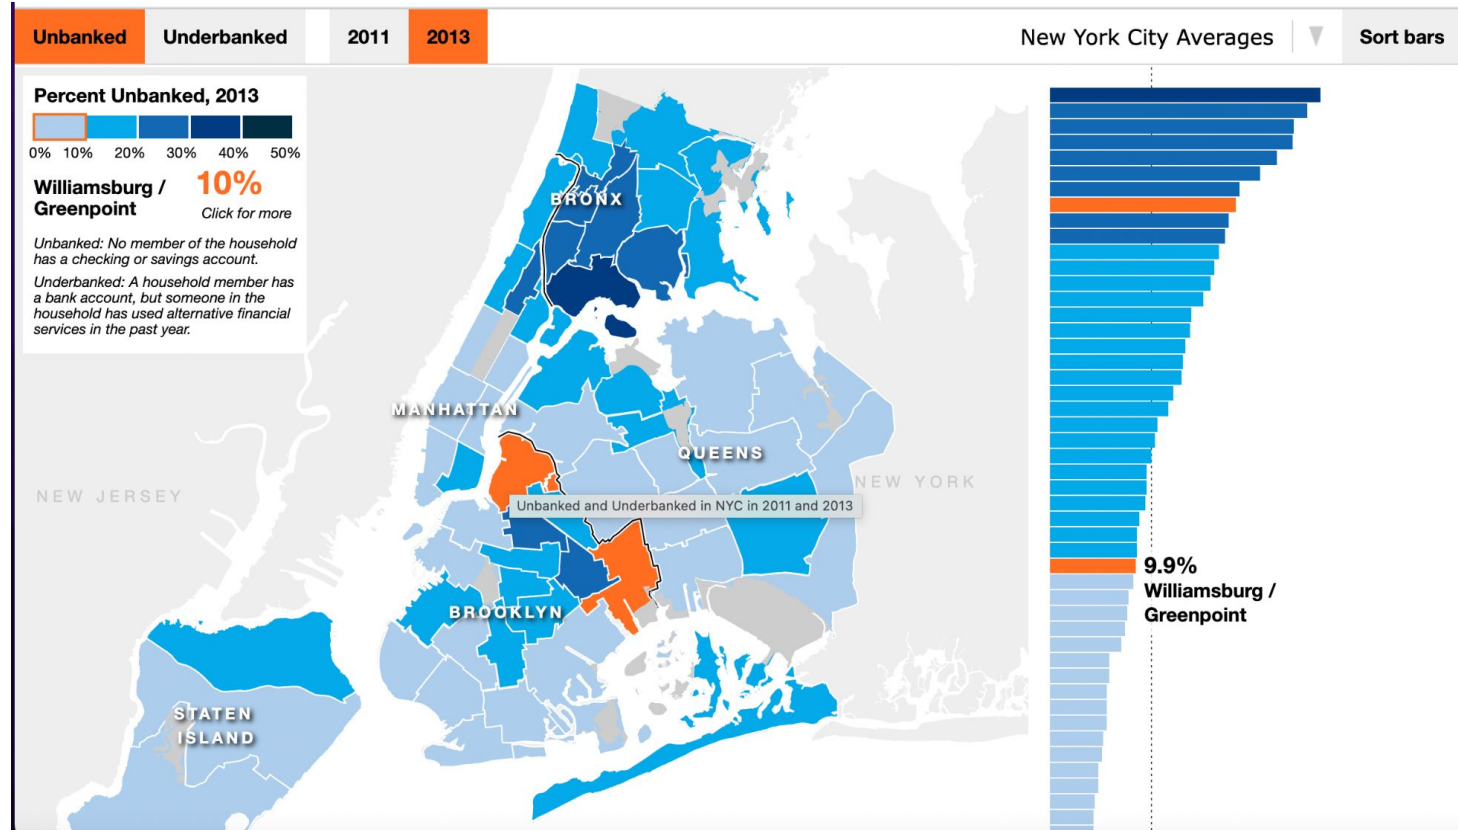 Unbanked
Underbanked
2011
2013
New York City Averages
Sort bars
Percent Unbanked, 2013
0% 10% 20% 30% 40% 50%
Williamsburg /
Greenpoint
10%
Click for more
Unbanked: No member of the household
has a checking or savings account.
Underbanked: A household member has
a bank account, but someone in the
household has used alternative financial
services in the past year.
BRONX
MANHATTAN
QUEENS
NEW JERSEY
NEW YORK
Unbanked and Underbanked in NYC in 2011 and 2013
9.9%
Williamsburg /
Greenpoint
BROOKLYN
STATEN
ISLAND